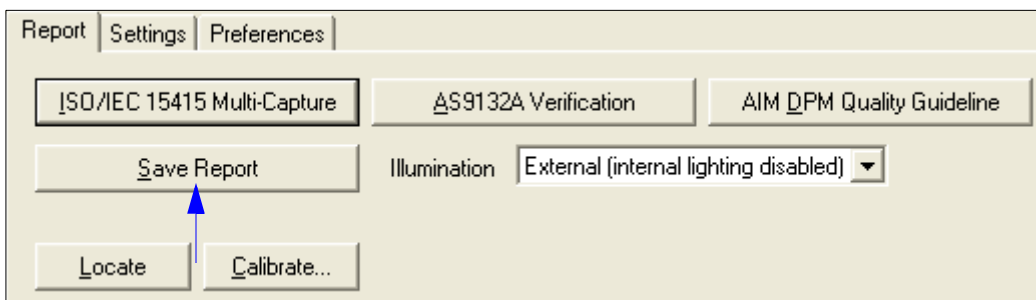 Report Settings Preferences
ISO/IEC 15415 Multi-Capture AS9132A Verification AIM DPM Quality Guideline
Save Report Illumination External (internal lighting disabled)
Locate Calibrate...